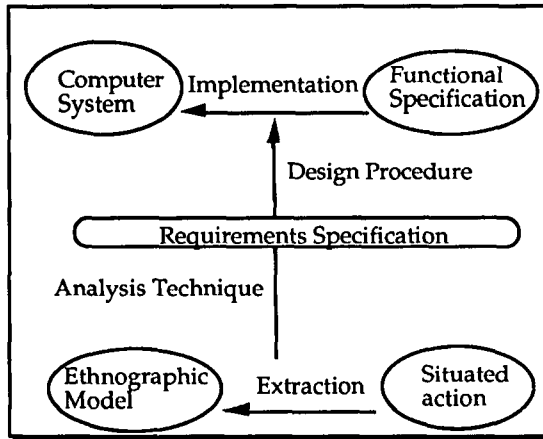 Computer
System
Implementation
Functional
Specification
Design Procedure
Requirements Specification
Analysis Technique
Ethnographic
Model
Extraction
Situated
action